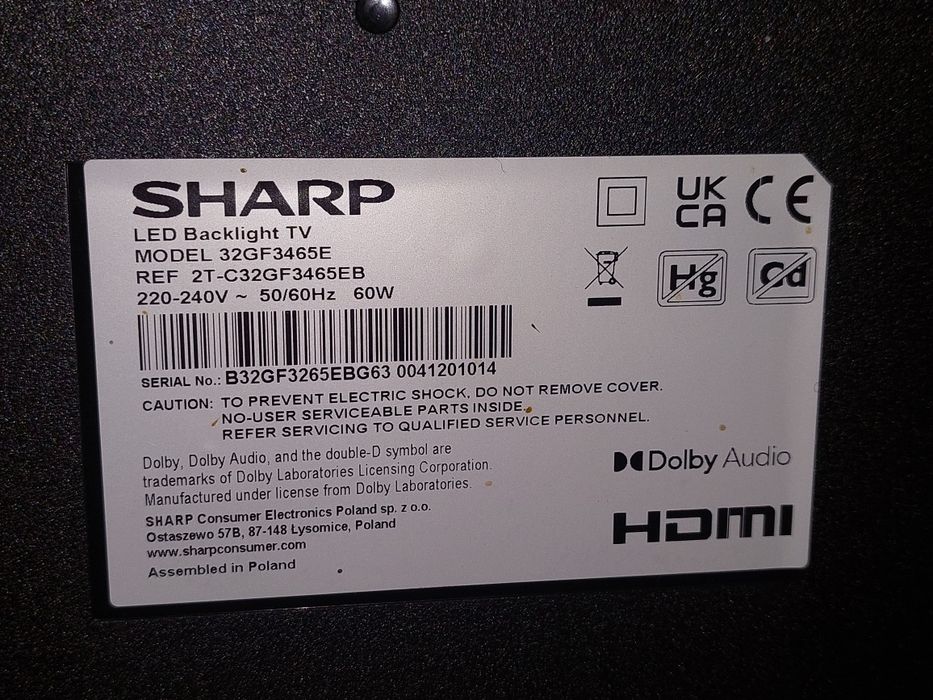 SHARP
LED Backlight TV
MODEL 32GF3465E
REF 2T-C32GF3465EB
220-240V ~ 50/60Hz 60W
UK
CA
CE
Hg
Cd
SERIAL No.: B32GF3265EBG63 0041201014
CAUTION: TO PREVENT ELECTRIC SHOCK, DO NOT REMOVE COVER.
NO-USER SERVICEABLE PARTS INSIDE.
REFER SERVICING TO QUALIFIED SERVICE PERSONNEL.
Dolby, Dolby Audio, and the double-D symbol are
trademarks of Dolby Laboratories Licensing Corporation.
Manufactured under license from Dolby Laboratories.
Dolby Audio
SHARP Consumer Electronics Poland sp. z o.o.
Ostaszewo 57B, 87-148 Łysomice, Poland
www.sharpconsumer.com
Assembled in Poland
HDMI